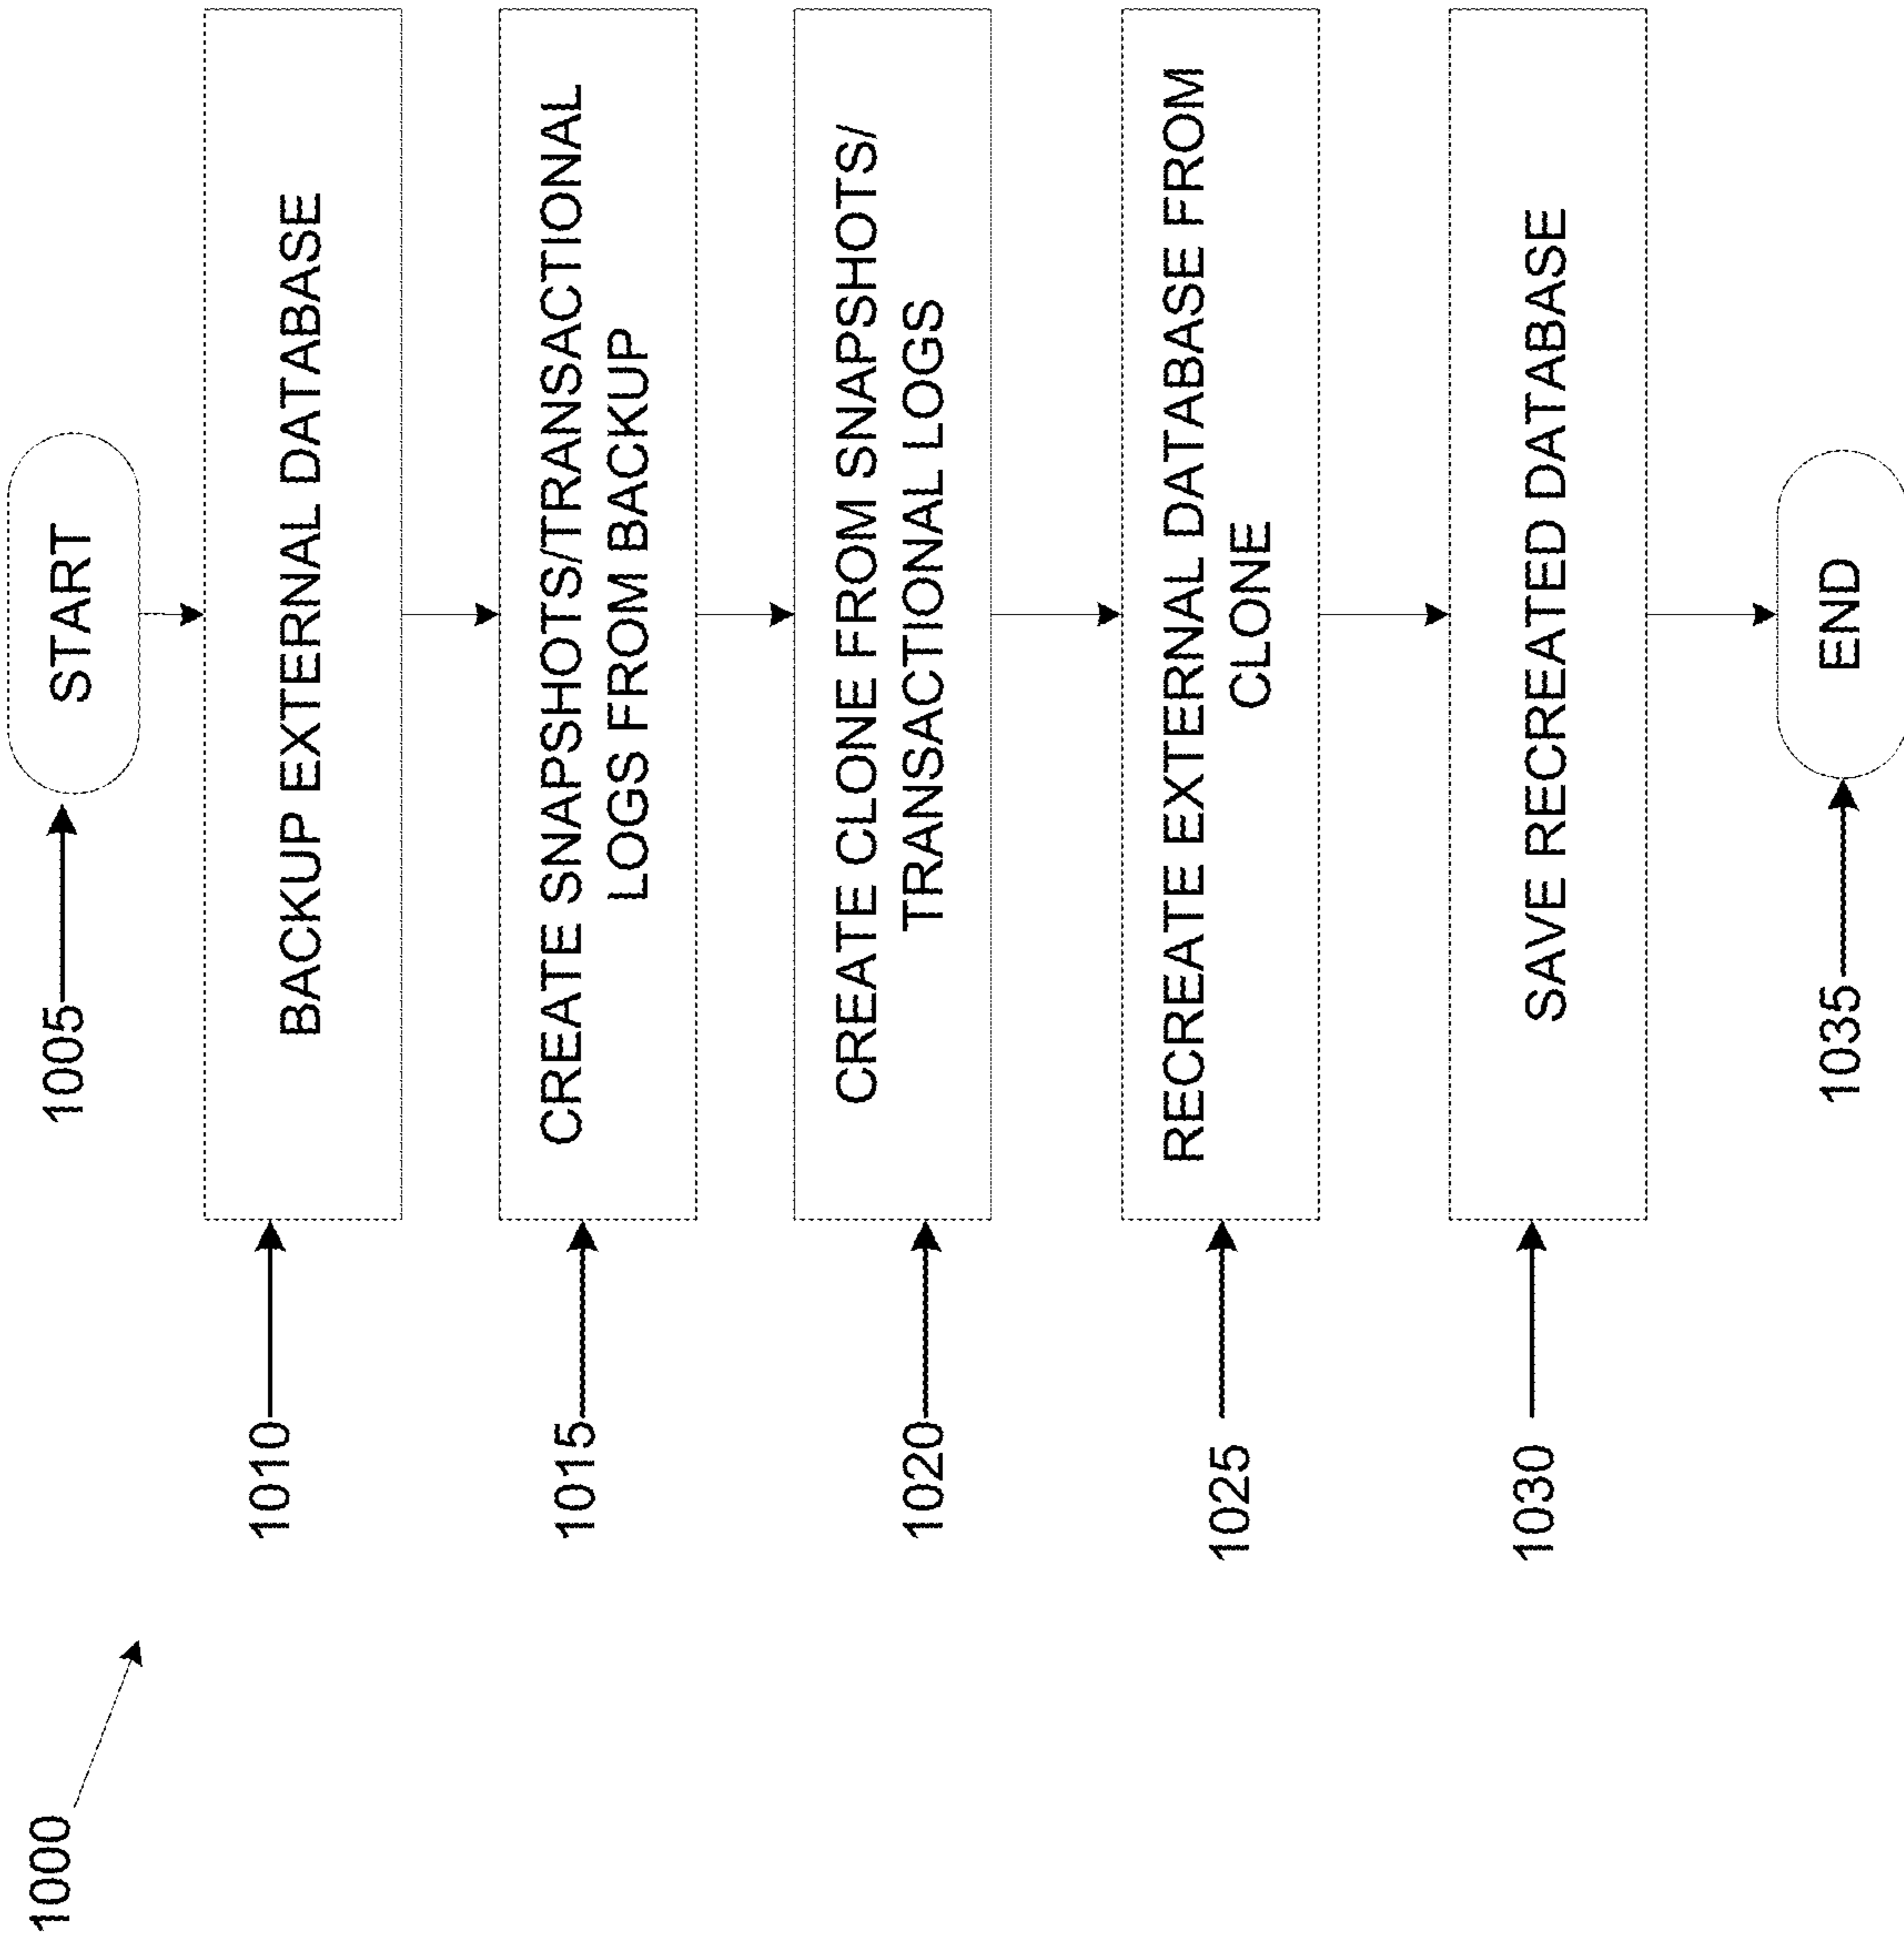 1000
1005
START
1010
BACKUP EXTERNAL DATABASE
1015
CREATE SNAPSHOTS/TRANSACTIONAL
LOGS FROM BACKUP
1020
CREATE CLONE FROM SNAPSHOTS/
TRANSACTIONAL LOGS
1025
RECREATE EXTERNAL DATABASE FROM
CLONE
1030
SAVE RECREATED DATABASE
1035
END